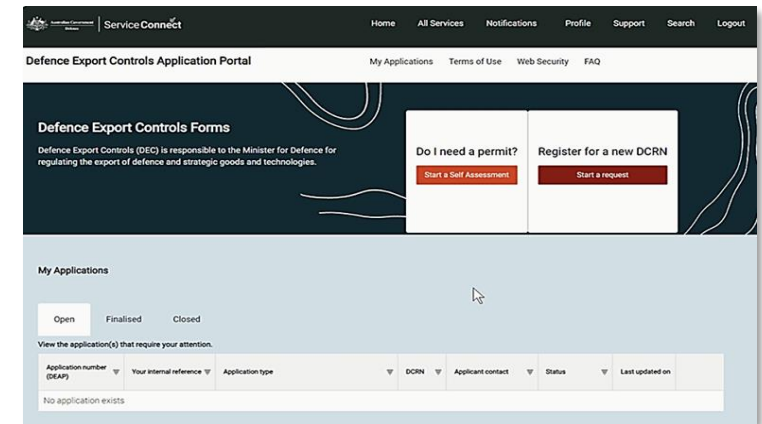 Australian Government
Defence
ServiceConnect
Home All Services Notifications Profile Support Search Logout
Defence Export Controls Application Portal
My Applications Terms of Use Web Security FAQ
Defence Export Controls Forms
Defence Export Controls (DEC) is responsible to the Minister for Defence for
regulating the export of defence and strategic goods and technologies.
Do I need a permit?
Start a Self Assessment
Register for a new DCRN
Start a request
My Applications
Open Finalised Closed
View the application(s) that require your attention.
Application number
(DEAP)
Your internal reference
Application type
DCRN
Applicant contact
Status
Last updated on
No application exists